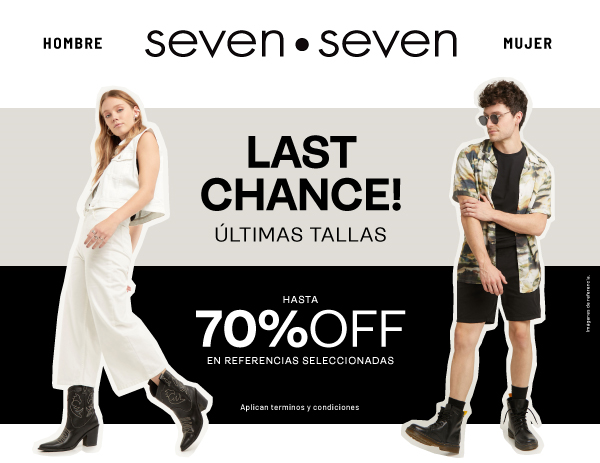 HOMBRE
seven • seven
MUJER
LAST
CHANCE!
ÚLTIMAS TALLAS
HASTA
70%OFF
EN REFERENCIAS SELECCIONADAS
Aplican terminos y condiciones
Imágenes de referencia.